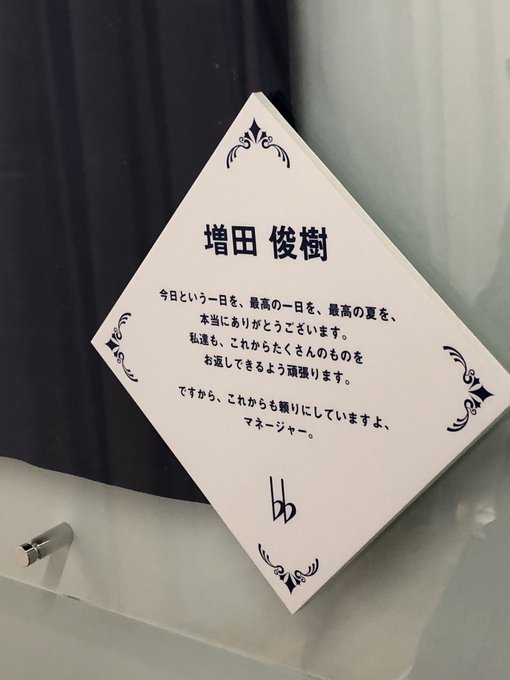 増田 俊樹
今日という一日を、最高の一日を、最高の夏を、
本当にありがとうございます。
私達も、これからたくさんのものを
お返しできるよう頑張ります。
ですから、これからも頼りにしていますよ、
マネージャー。